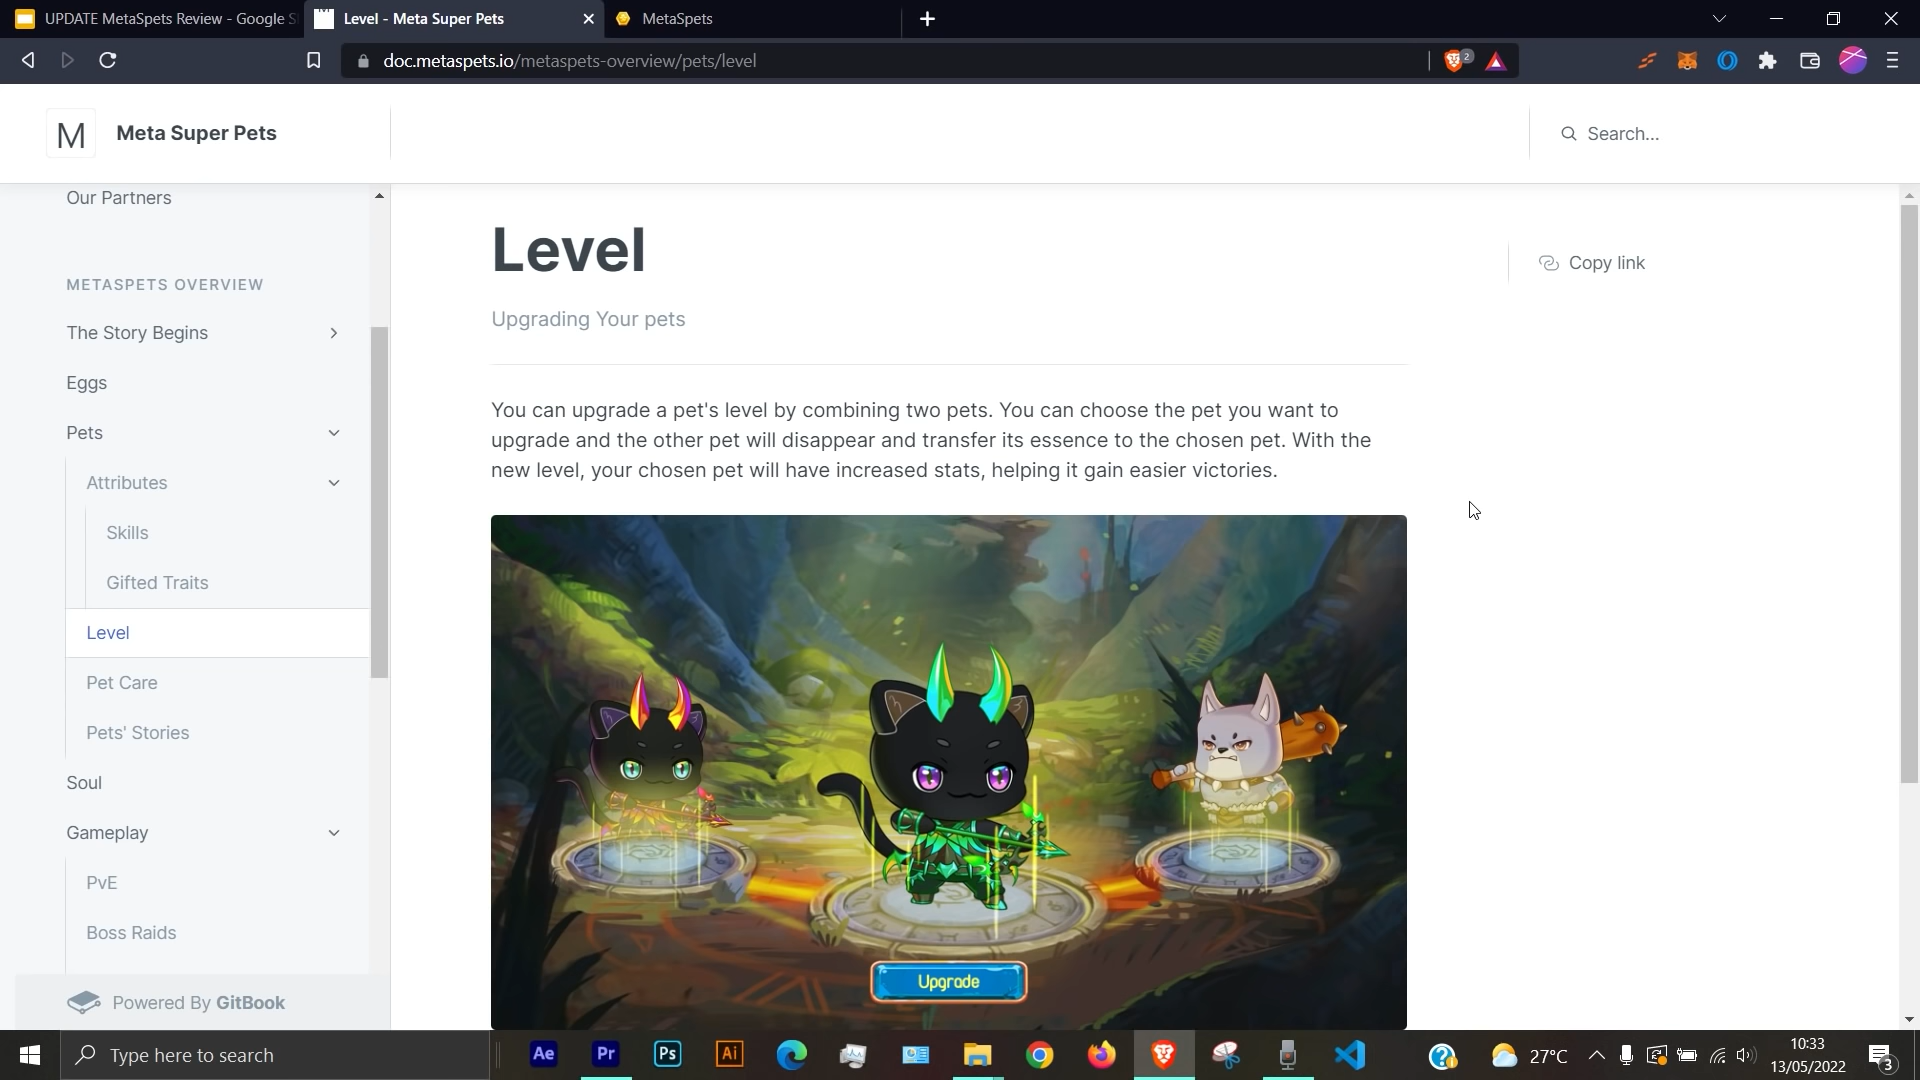 UPDATE MetaSpets Review - Google S
Level - Meta Super Pets
MetaSpets
doc.metaspets.io/metaspets-overview/pets/level
2
M
Meta Super Pets
Search...
Our Partners
METASPETS OVERVIEW
The Story Begins
Eggs
Pets
Attributes
Skills
Gifted Traits
Level
Pet Care
Pets' Stories
Soul
Gameplay
PvE
Boss Raids
Powered By GitBook
Level
Copy link
Upgrading Your pets
You can upgrade a pet's level by combining two pets. You can choose the pet you want to
upgrade and the other pet will disappear and transfer its essence to the chosen pet. With the
new level, your chosen pet will have increased stats, helping it gain easier victories.
Upgrade
Type here to search
Ae
Pr
Ps
Ai
27°C
10:33
13/05/2022
3